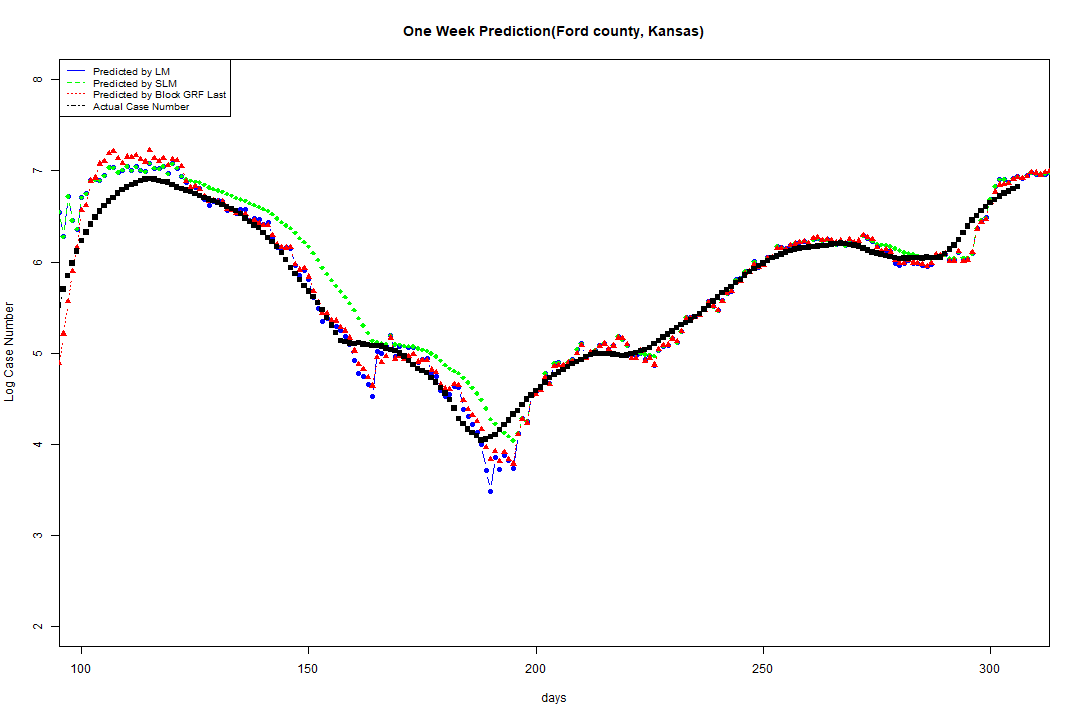 One Week Prediction(Ford county, Kansas)
Predicted by LM
Predicted by SLM
Predicted by Block GRF Last
Actual Case Number
8
7
6
5
4
3
2
Log Case Number
100 150 200 250 300
days